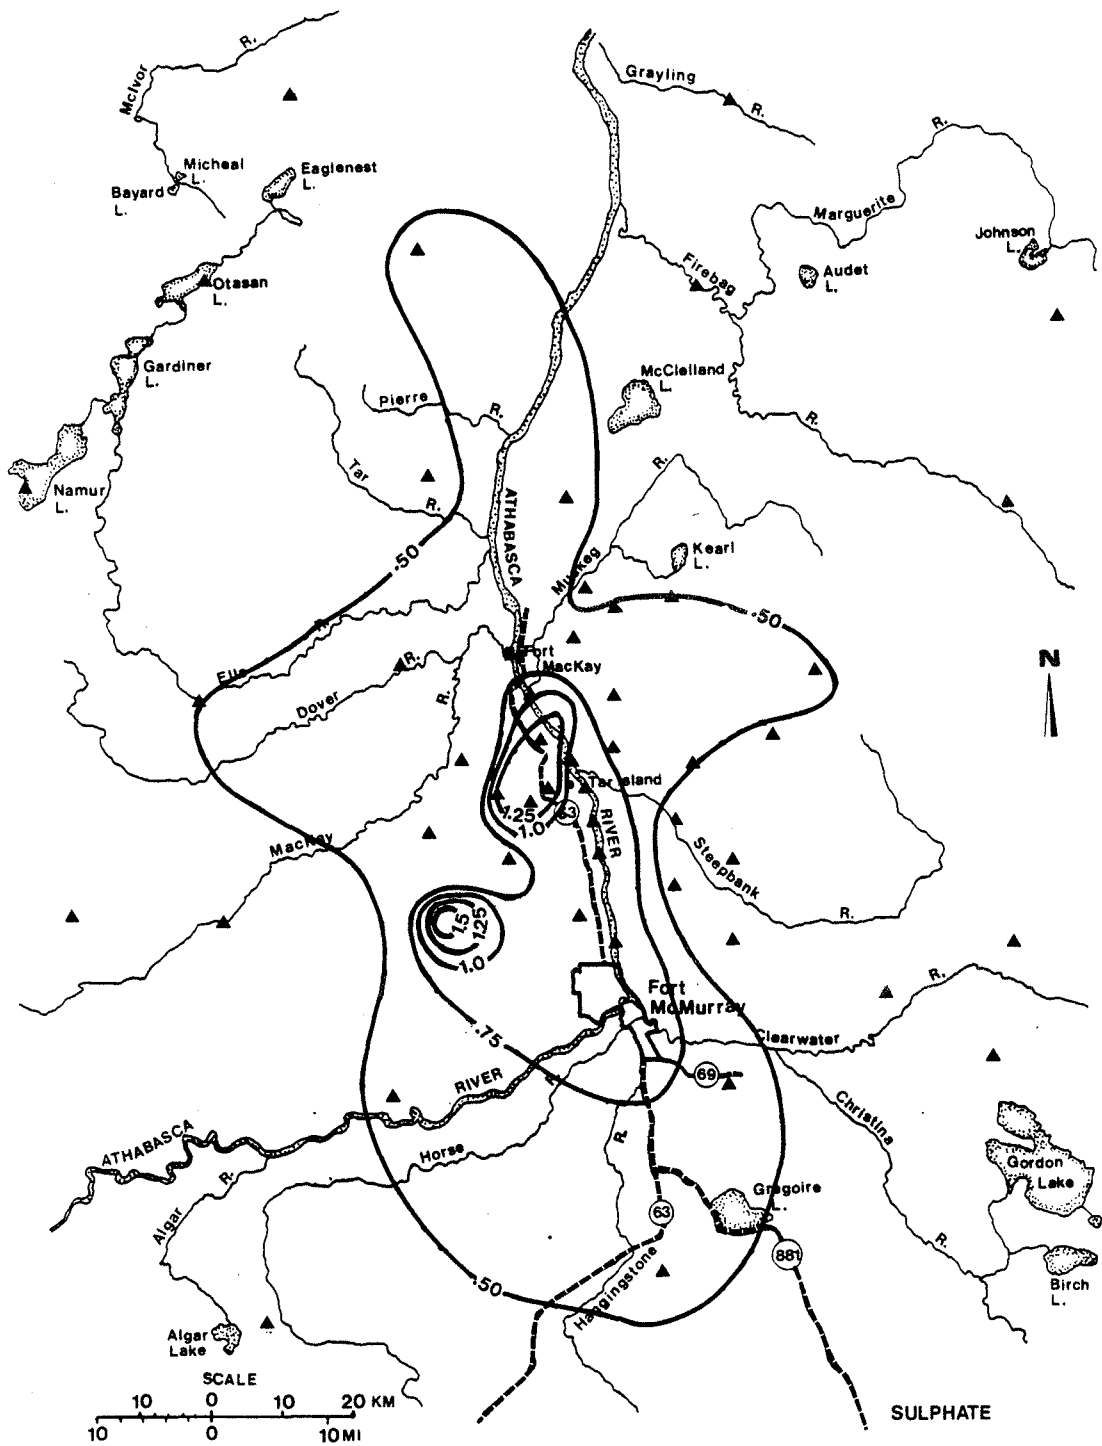 McIvor
R.
Grayling
R.
Micheal
L.
Bayard
L.
Eaglenest
L.
R.
Marguerite
Johnson
L.
Firebag
Audet
L.
Otasan
L.
Gardiner
L.
McClelland
L.
Pierre
R.
R.
Tar
R.
R.
Namur
L.
ATHABASCA
Muskeg
Kearl
L.
.50
.50
R.
Fort
MacKay
N
Ells
Dover
R.
R.
Tar Island
1.25
1.0
63
RIVER
MacKay
Steepbank
R.
1.5
1.25
1.0
Fort
McMurray
R.
.75
Clearwater
RIVER
R.
69
Christina
ATHABASCA
R.
Horse
R.
Gordon
Lake
Gregoire
L.
Algar
63
R.
881
Birch
L.
.50
Hangingstone
Algar
Lake
SCALE
10 0 10 20 KM
10 0 10 MI
SULPHATE